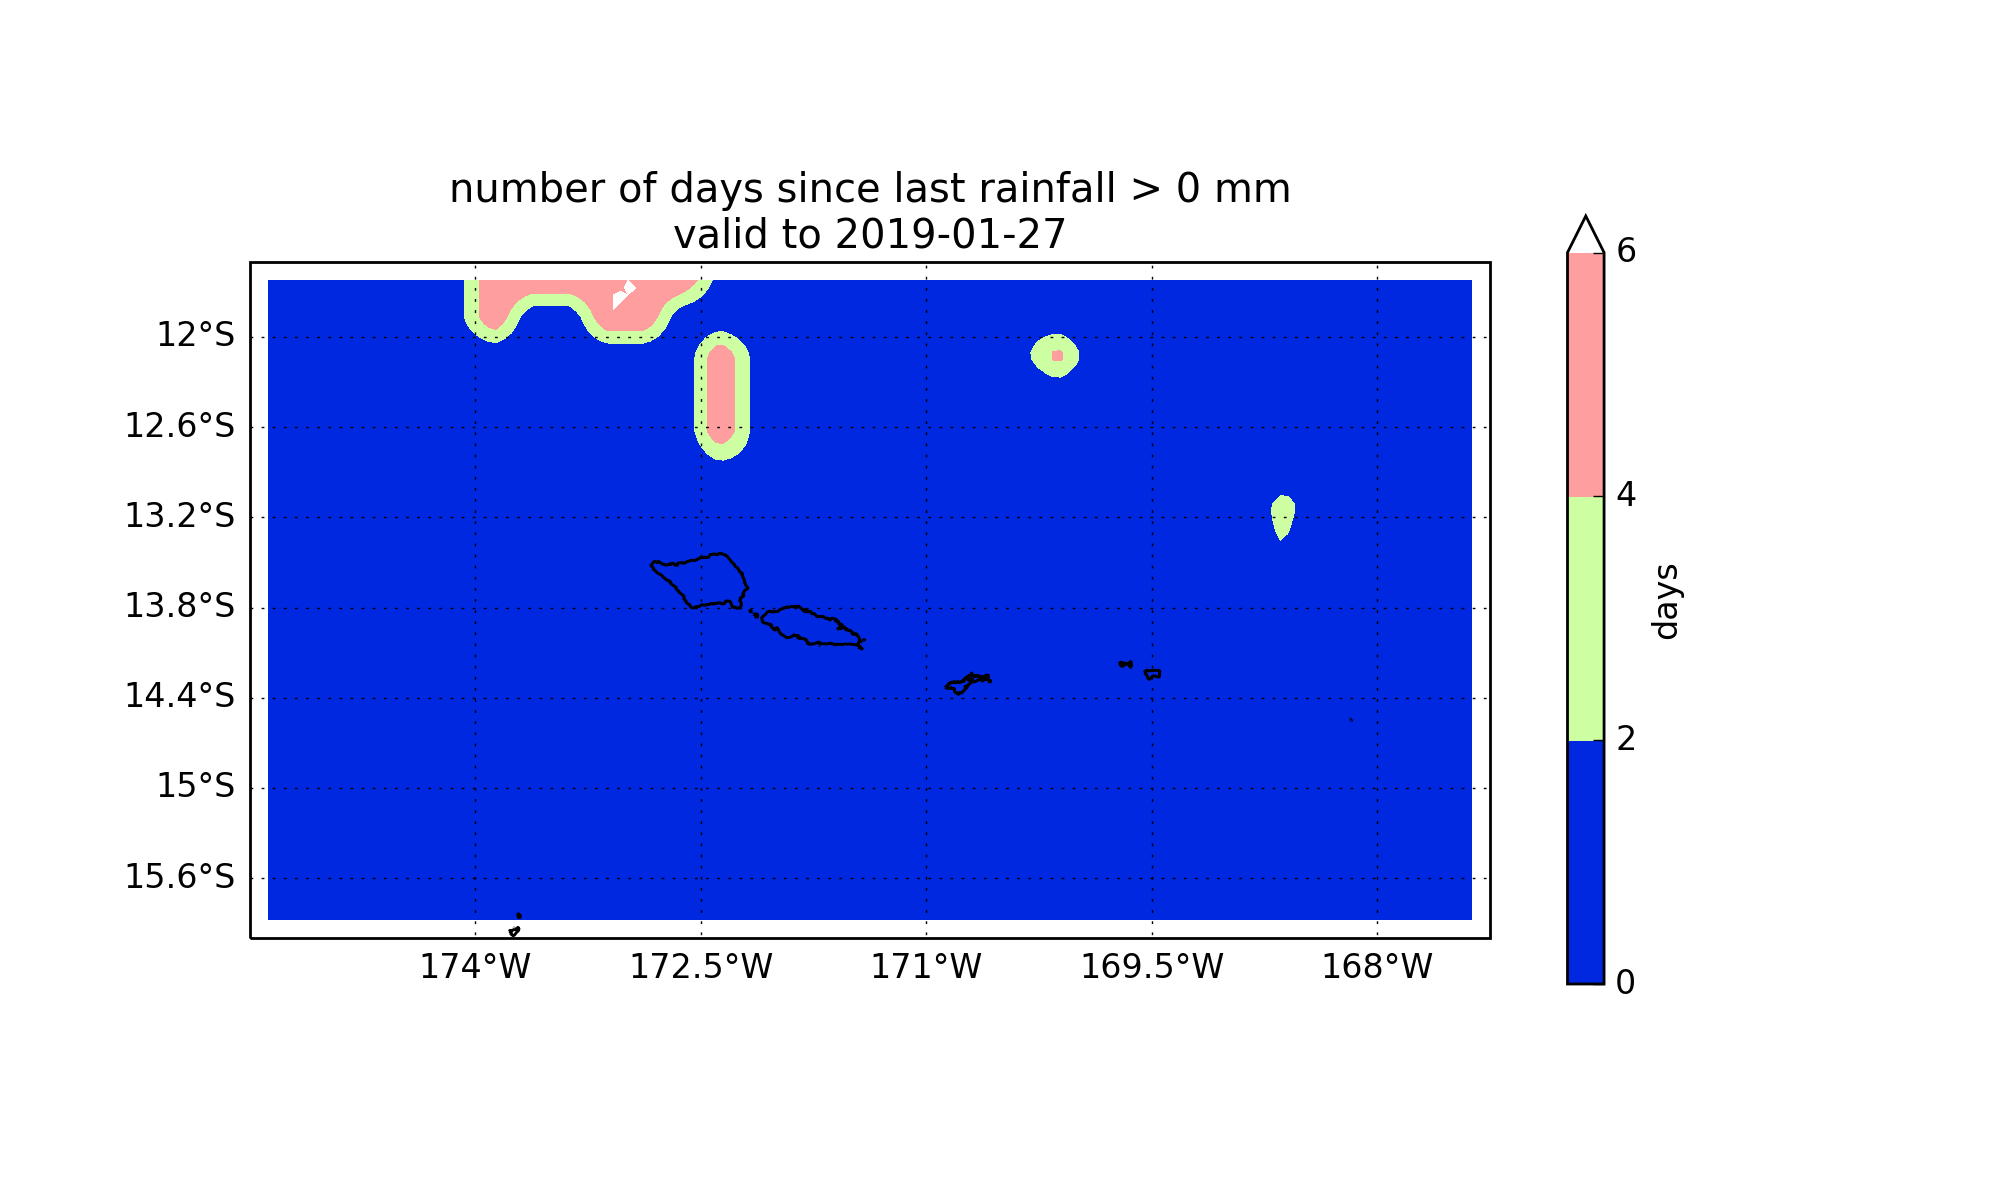 number of days since last rainfall > 0 mm
valid to 2019-01-27
12°S
12.6°S
13.2°S
13.8°S
14.4°S
15°S
15.6°S
174°W 172.5°W 171°W 169.5°W 168°W
6
4
2
0
days